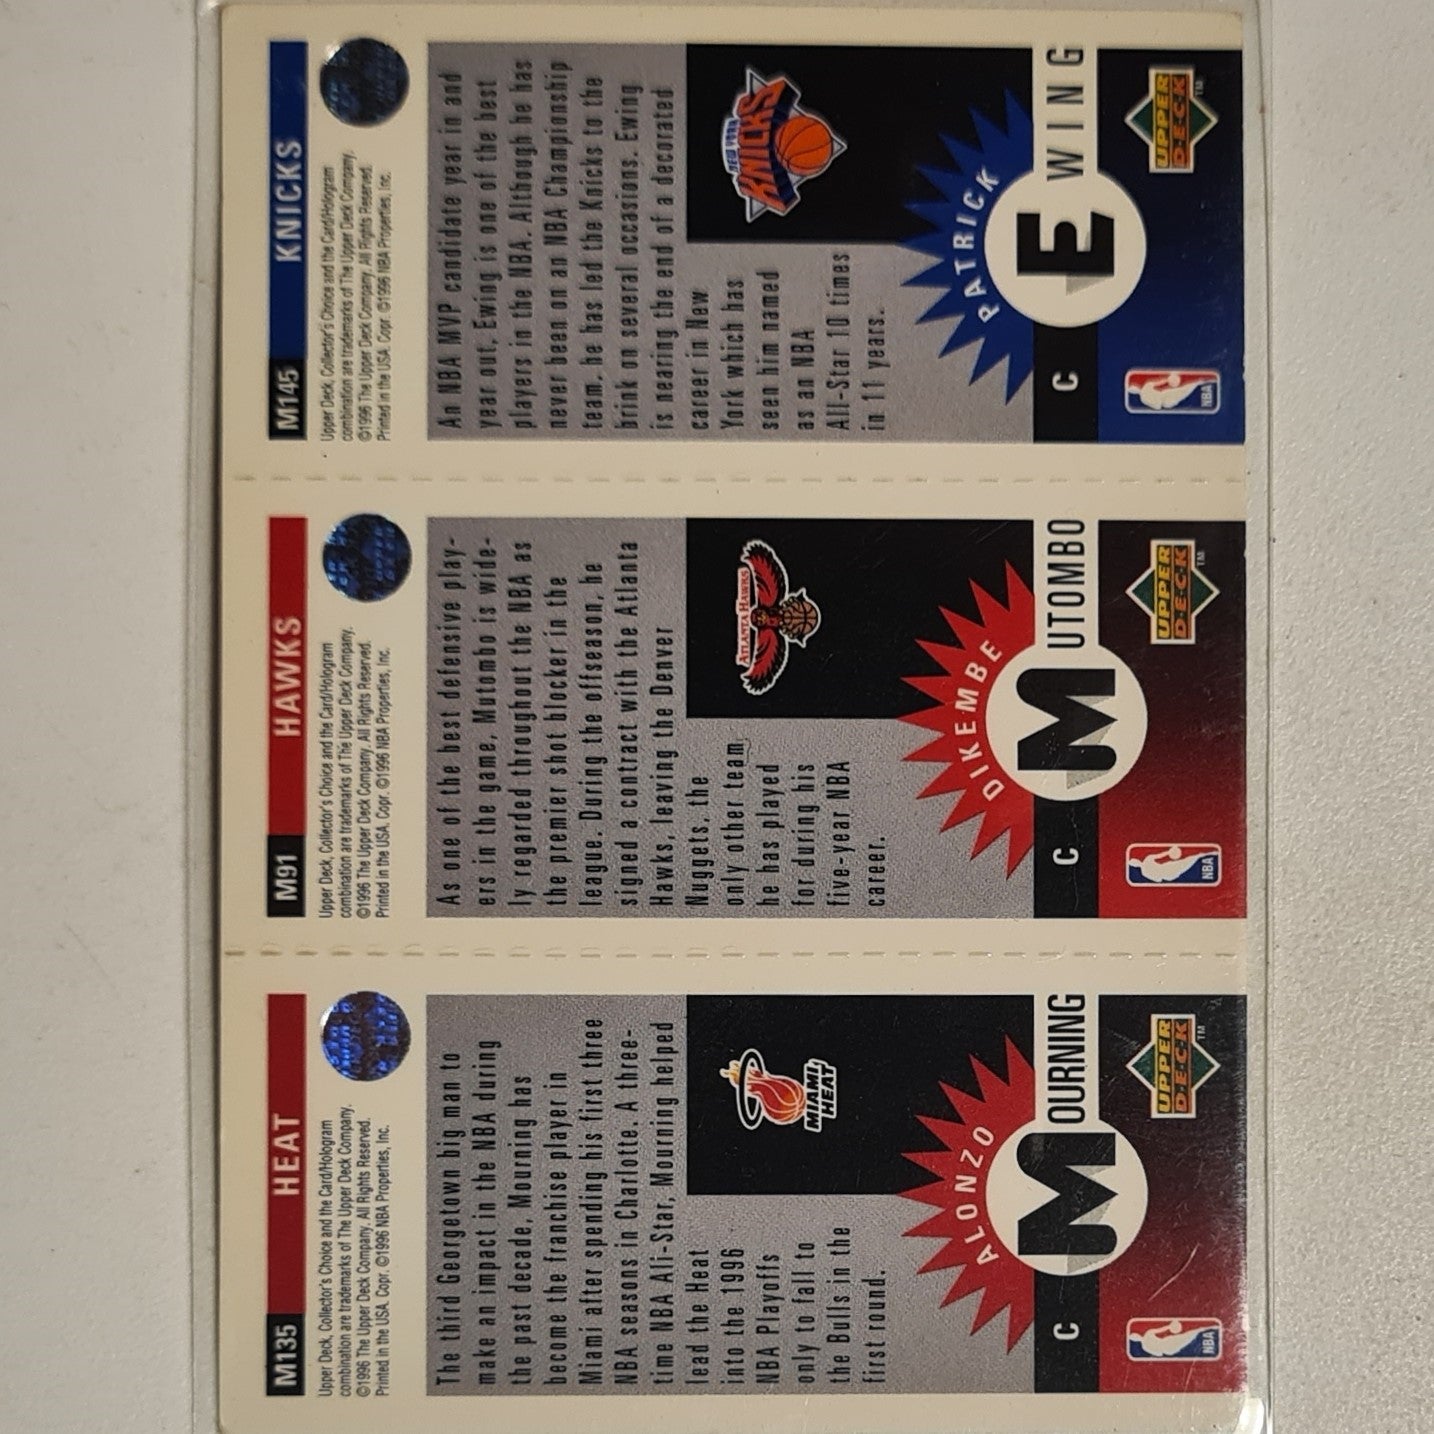 M135 HEAT
Upper Deck, Collector's Choice and the Card/Hologram
combination are trademarks of The Upper Deck Company.
©1996 The Upper Deck Company. All Rights Reserved.
Printed in the USA. Copr. ©1996 NBA Properties, Inc.
The third Georgetown big man to
make an impact in the NBA during
the past decade, Mourning has
become the franchise player in
Miami after spending his first three
NBA seasons in Charlotte. A three-
time NBA All-Star, Mourning helped
lead the Heat
into the 1996
NBA Playoffs
only to fall to
the Bulls in the
first round.
MIAMI
HEAT
ALONZO
C MOURNING
NBA
UPPER
D.E.C.K
TM
M91 HAWKS
Upper Deck, Collector's Choice and the Card/Hologram
combination are trademarks of The Upper Deck Company.
©1996 The Upper Deck Company. All Rights Reserved.
Printed in the USA. Copr. ©1996 NBA Properties, Inc.
As one of the best defensive play-
ers in the game, Mutombo is wide-
ly regarded throughout the NBA as
the premier shot blocker in the
league. During the offseason, he
signed a contract with the Atlanta
Hawks, leaving the Denver
Nuggets, the
only other team
he has played
for during his
five-year NBA
career.
ATLANTA HAWKS
DIKEMBE
C MUTOMBO
NBA
UPPER
D.E.C.K
TM
M145 KNICKS
Upper Deck, Collector's Choice and the Card/Hologram
combination are trademarks of The Upper Deck Company.
©1996 The Upper Deck Company. All Rights Reserved.
Printed in the USA. Copr. ©1996 NBA Properties, Inc.
An NBA MVP candidate year in and
year out, Ewing is one of the best
players in the NBA. Although he has
never been on an NBA Championship
team, he has led the Knicks to the
brink on several occasions. Ewing
is nearing the end of a decorated
career in New
York which has
seen him named
as an NBA
All-Star 10 times
in 11 years.
NEW YORK
KNICKS
PATRICK
C EWING
NBA
UPPER
D.E.C.K
TM